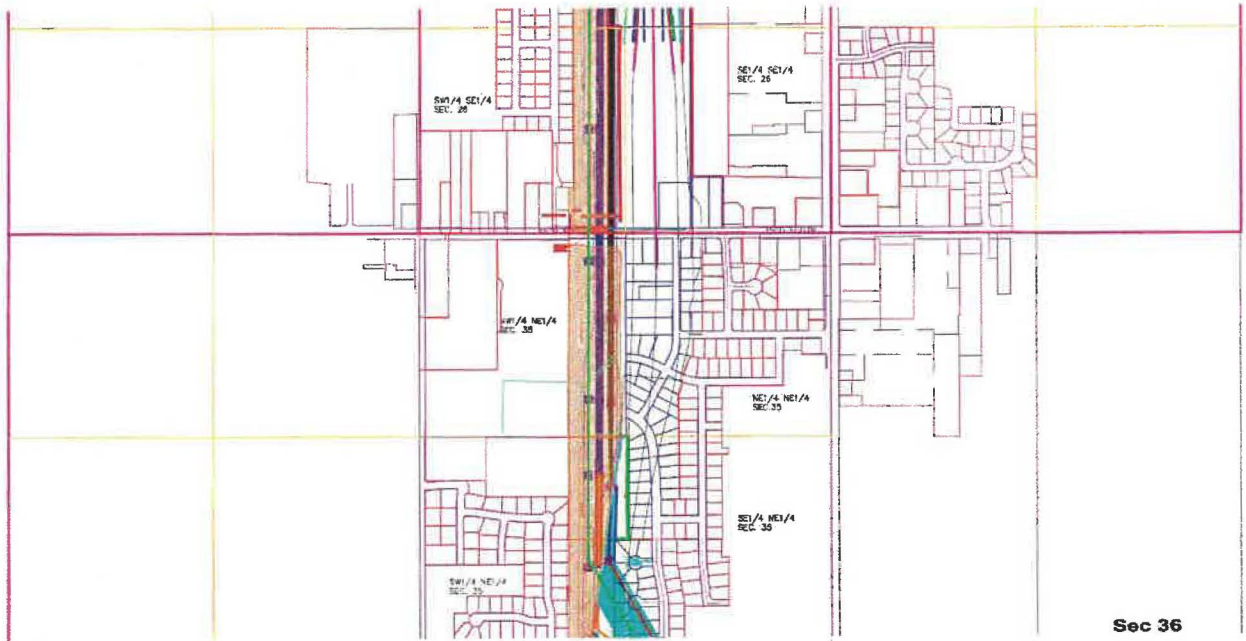 SE1/4 SE1/4
SEC. 26
SW1/4 SE1/4
SEC. 26
SW1/4 NE1/4
SEC. 35
NE1/4 NE1/4
SEC.35
SE1/4 NE1/4
SEC. 35
SW1/4 NE1/4
SEC. 35
Sec 36